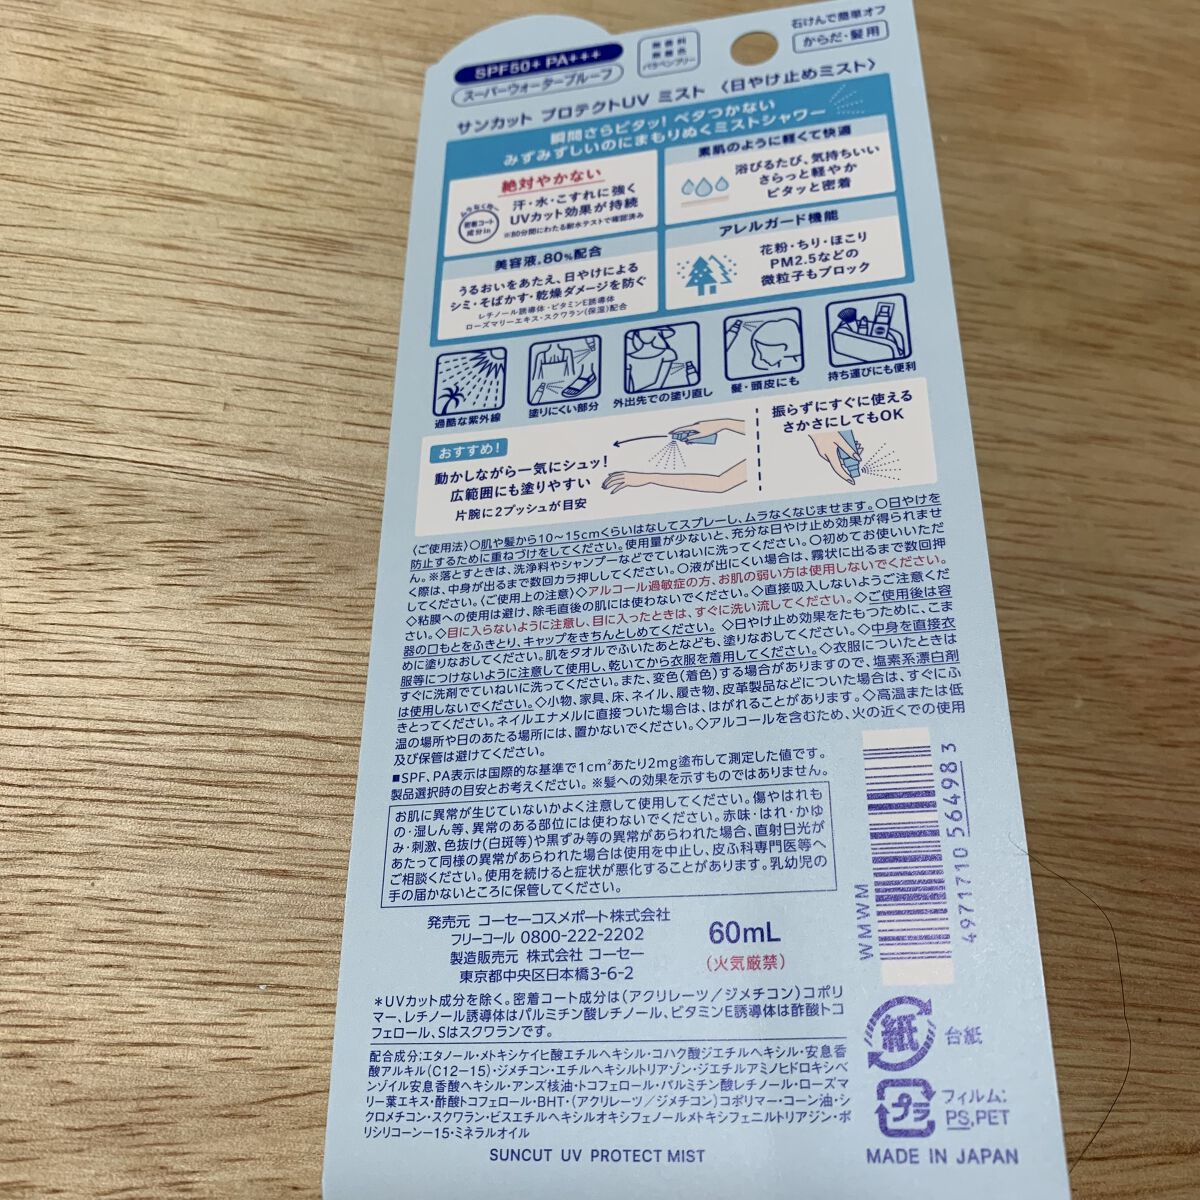 石けんで簡単オフ
SPF50+ PA+++
無香料
無着色
パラベンフリー
からだ・髪用
スーパーウォータープルーフ
サンカット プロテクトUV ミスト 〈日やけ止めミスト〉
瞬間さらピタッ! ベタつかない
みずみずしいのにまもりぬくミストシャワー
絶対やかない
ムラなくカバー
密着コート
成分in
汗・水・こすれに強く
UVカット効果が持続
※80分間にわたる耐水テストで確認済み
素肌のように軽くて快適
浴びるたび、気持ちいい
さらっと軽やか
ピタッと密着
美容液*80%配合
うるおいをあたえ、日やけによる
シミ・そばかす・乾燥ダメージを防ぐ
レチノール誘導体・ビタミンE誘導体
ローズマリーエキス・スクワラン(保湿)配合
アレルガード機能
花粉・ちり・ほこり
PM2.5などの
微粒子もブロック
過酷な紫外線
塗りにくい部分
外出先での塗り直し
髪・頭皮にも
持ち運びにも便利
おすすめ!
動かしながら一気にシュッ!
広範囲にも塗りやすい
片腕に2プッシュが目安
振らずにすぐに使える
さかさにしてもOK
〈ご使用法〉○肌や髪から10〜15cmくらいはなしてスプレーし、ムラなくなじませます。○日やけを
防止するために重ねづけをしてください。使用量が少ないと、充分な日やけ止め効果が得られませ
ん。※落とすときは、洗浄料やシャンプーなどでていねいに洗ってください。○初めてお使いいただ
く際は、中身が出るまで数回カラ押ししてください。○液が出にくい場合は、霧状に出るまで数回押
してください。〈ご使用上の注意〉◇アルコール過敏症の方、お肌の弱い方は使用しないでください。
◇粘膜への使用は避け、除毛直後の肌には使わないでください。◇直接吸入しないようご注意くだ
さい。◇目に入らないように注意し、目に入ったときは、すぐに洗い流してください。◇ご使用後は容
器の口もとをふきとり、キャップをきちんとしめてください。◇日やけ止め効果をたもつために、こま
めに塗りなおしてください。肌をタオルでふいたあとなども、塗りなおしてください。◇中身を直接衣
服等につけないように注意して使用し、乾いてから衣服を着用してください。◇衣服についたときは
すぐに洗剤でていねいに洗ってください。また、変色(着色)する場合がありますので、塩素系漂白剤
は使用しないでください。◇小物、家具、床、ネイル、履き物、皮革製品などについた場合は、すぐにふ
きとってください。ネイルエナメルに直接ついた場合は、はがれることがあります。◇高温または低
温の場所や日のあたる場所には、置かないでください。◇アルコールを含むため、火の近くでの使用
及び保管は避けてください。
■SPF、PA表示は国際的な基準で1cm²あたり2mg塗布して測定した値です。
製品選択時の目安とお考えください。※髪への効果を示すものではありません。
お肌に異常が生じていないかよく注意して使用してください。傷やはれも
の・湿しん等、異常のある部位には使わないでください。赤味・はれ・かゆ
み・刺激、色抜け(白斑等)や黒ずみ等の異常があらわれた場合、直射日光が
あたって同様の異常があらわれた場合は使用を中止し、皮ふ科専門医等へ
ご相談ください。使用を続けると症状が悪化することがあります。乳幼児の
手の届かないところに保管してください。
発売元 コーセーコスメポート株式会社
フリーコール 0800-222-2202
製造販売元 株式会社 コーセー
東京都中央区日本橋3-6-2
60mL
(火気厳禁)
WMWM
4971710 564983
*UVカット成分を除く。密着コート成分は(アクリレーツ/ジメチコン)コポリ
マー、レチノール誘導体はパルミチン酸レチノール、ビタミンE誘導体は酢酸トコ
フェロール、Sはスクワランです。
配合成分:エタノール・メトキシケイヒ酸エチルヘキシル・コハク酸ジエチルヘキシル・安息香
酸アルキル(C12−15)・ジメチコン・エチルヘキシルトリアゾン・ジエチルアミノヒドロキシベ
ンゾイル安息香酸ヘキシル・アンズ核油・トコフェロール・パルミチン酸レチノール・ローズマ
リー葉エキス・酢酸トコフェロール・BHT・(アクリレーツ/ジメチコン)コポリマー・コーン油・シ
クロメチコン・スクワラン・ビスエチルヘキシルオキシフェノールメトキシフェニルトリアジン・ポ
リシリコーン−15・ミネラルオイル
紙
台紙
プラ
フィルム:
PS,PET
SUNCUT UV PROTECT MIST
MADE IN JAPAN